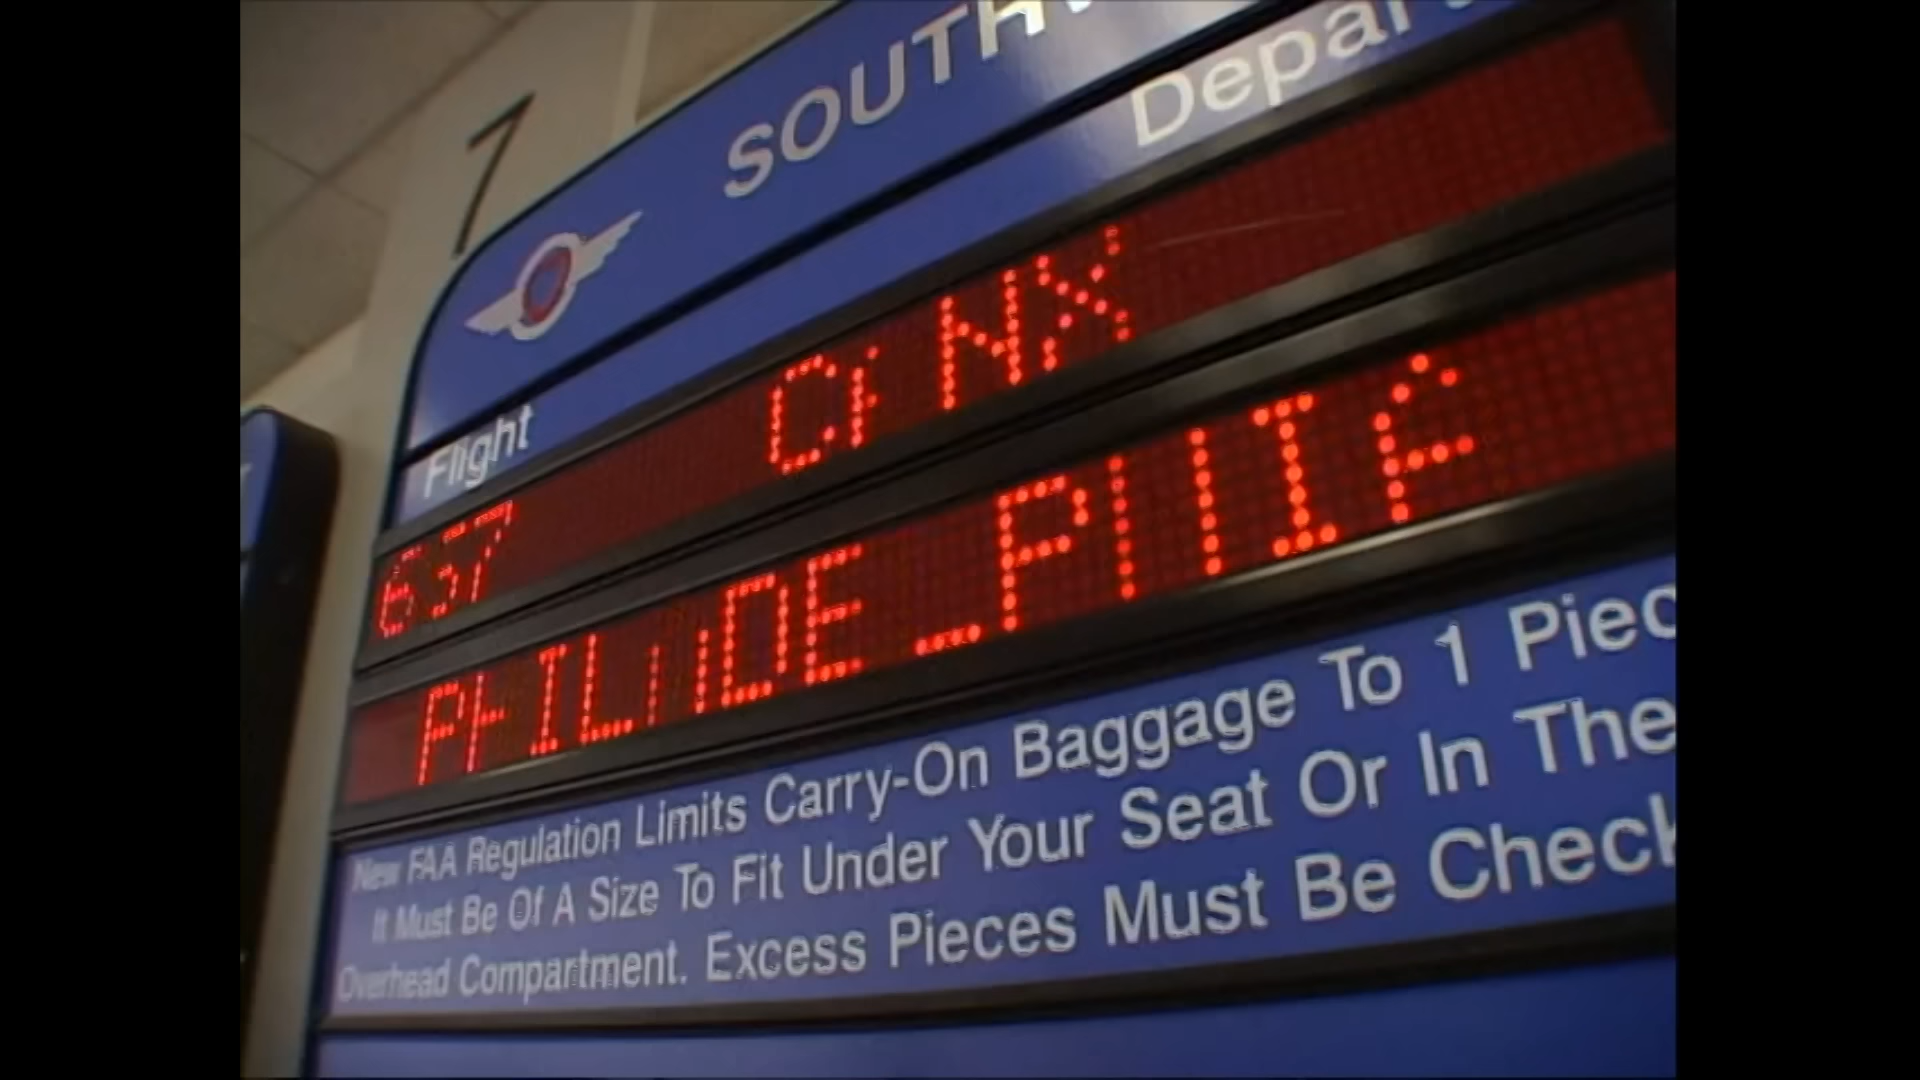 7
SOUTH
Depart
Flight
657
PHILADELPHIA
New FAA Regulation Limits Carry-On Baggage To 1 Piec
It Must Be Of A Size To Fit Under Your Seat Or In The
Overhead Compartment. Excess Pieces Must Be Check